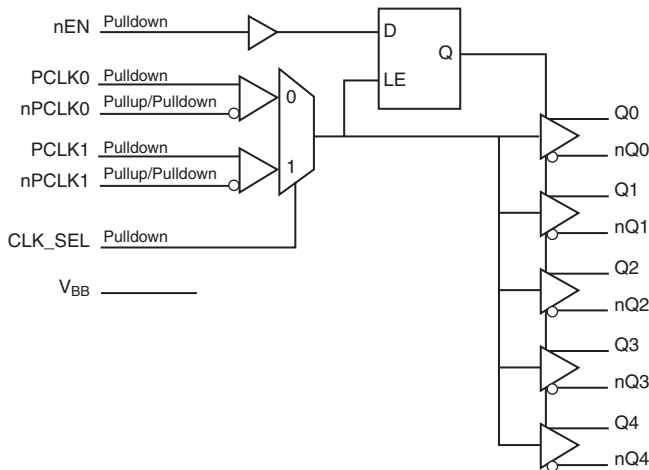 nEN Pulldown
D
Q
LE
PCLK0 Pulldown
nPCLK0 Pullup/Pulldown
0
PCLK1 Pulldown
nPCLK1 Pullup/Pulldown
1
CLK_SEL Pulldown
VBB
Q0
nQ0
Q1
nQ1
Q2
nQ2
Q3
nQ3
Q4
nQ4